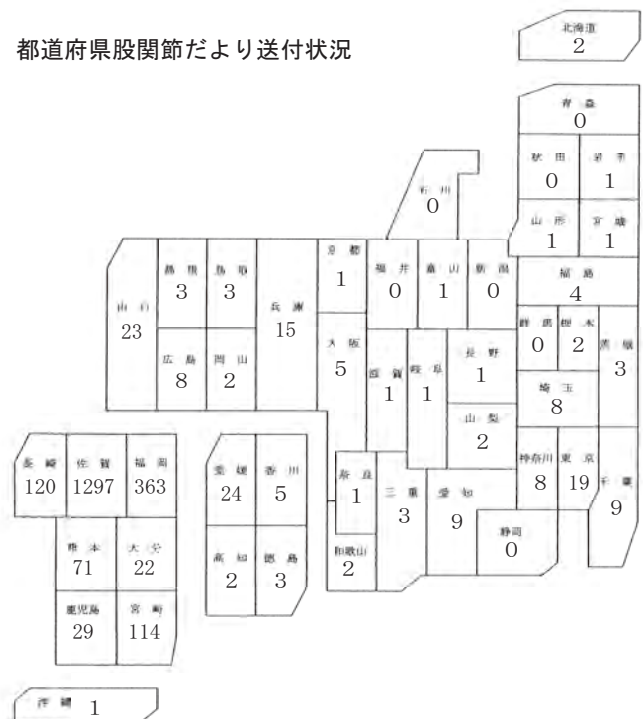 都道府県股関節だより送付状況
北海道
2
青森
0
秋田
0
岩手
1
山形
1
宮城
1
福島
4
石川
0
山口
23
島根
3
鳥取
3
兵庫
15
京都
1
福井
0
富山
1
新潟
0
群馬
0
栃木
2
茨城
3
広島
8
岡山
2
大阪
5
滋賀
1
岐阜
1
長野
1
埼玉
8
山梨
2
長崎
120
佐賀
1297
福岡
363
愛媛
24
香川
5
奈良
1
三重
3
愛知
9
神奈川
8
東京
19
千葉
9
静岡
0
熊本
71
大分
22
高知
2
徳島
3
和歌山
2
鹿児島
29
宮崎
114
沖縄
1